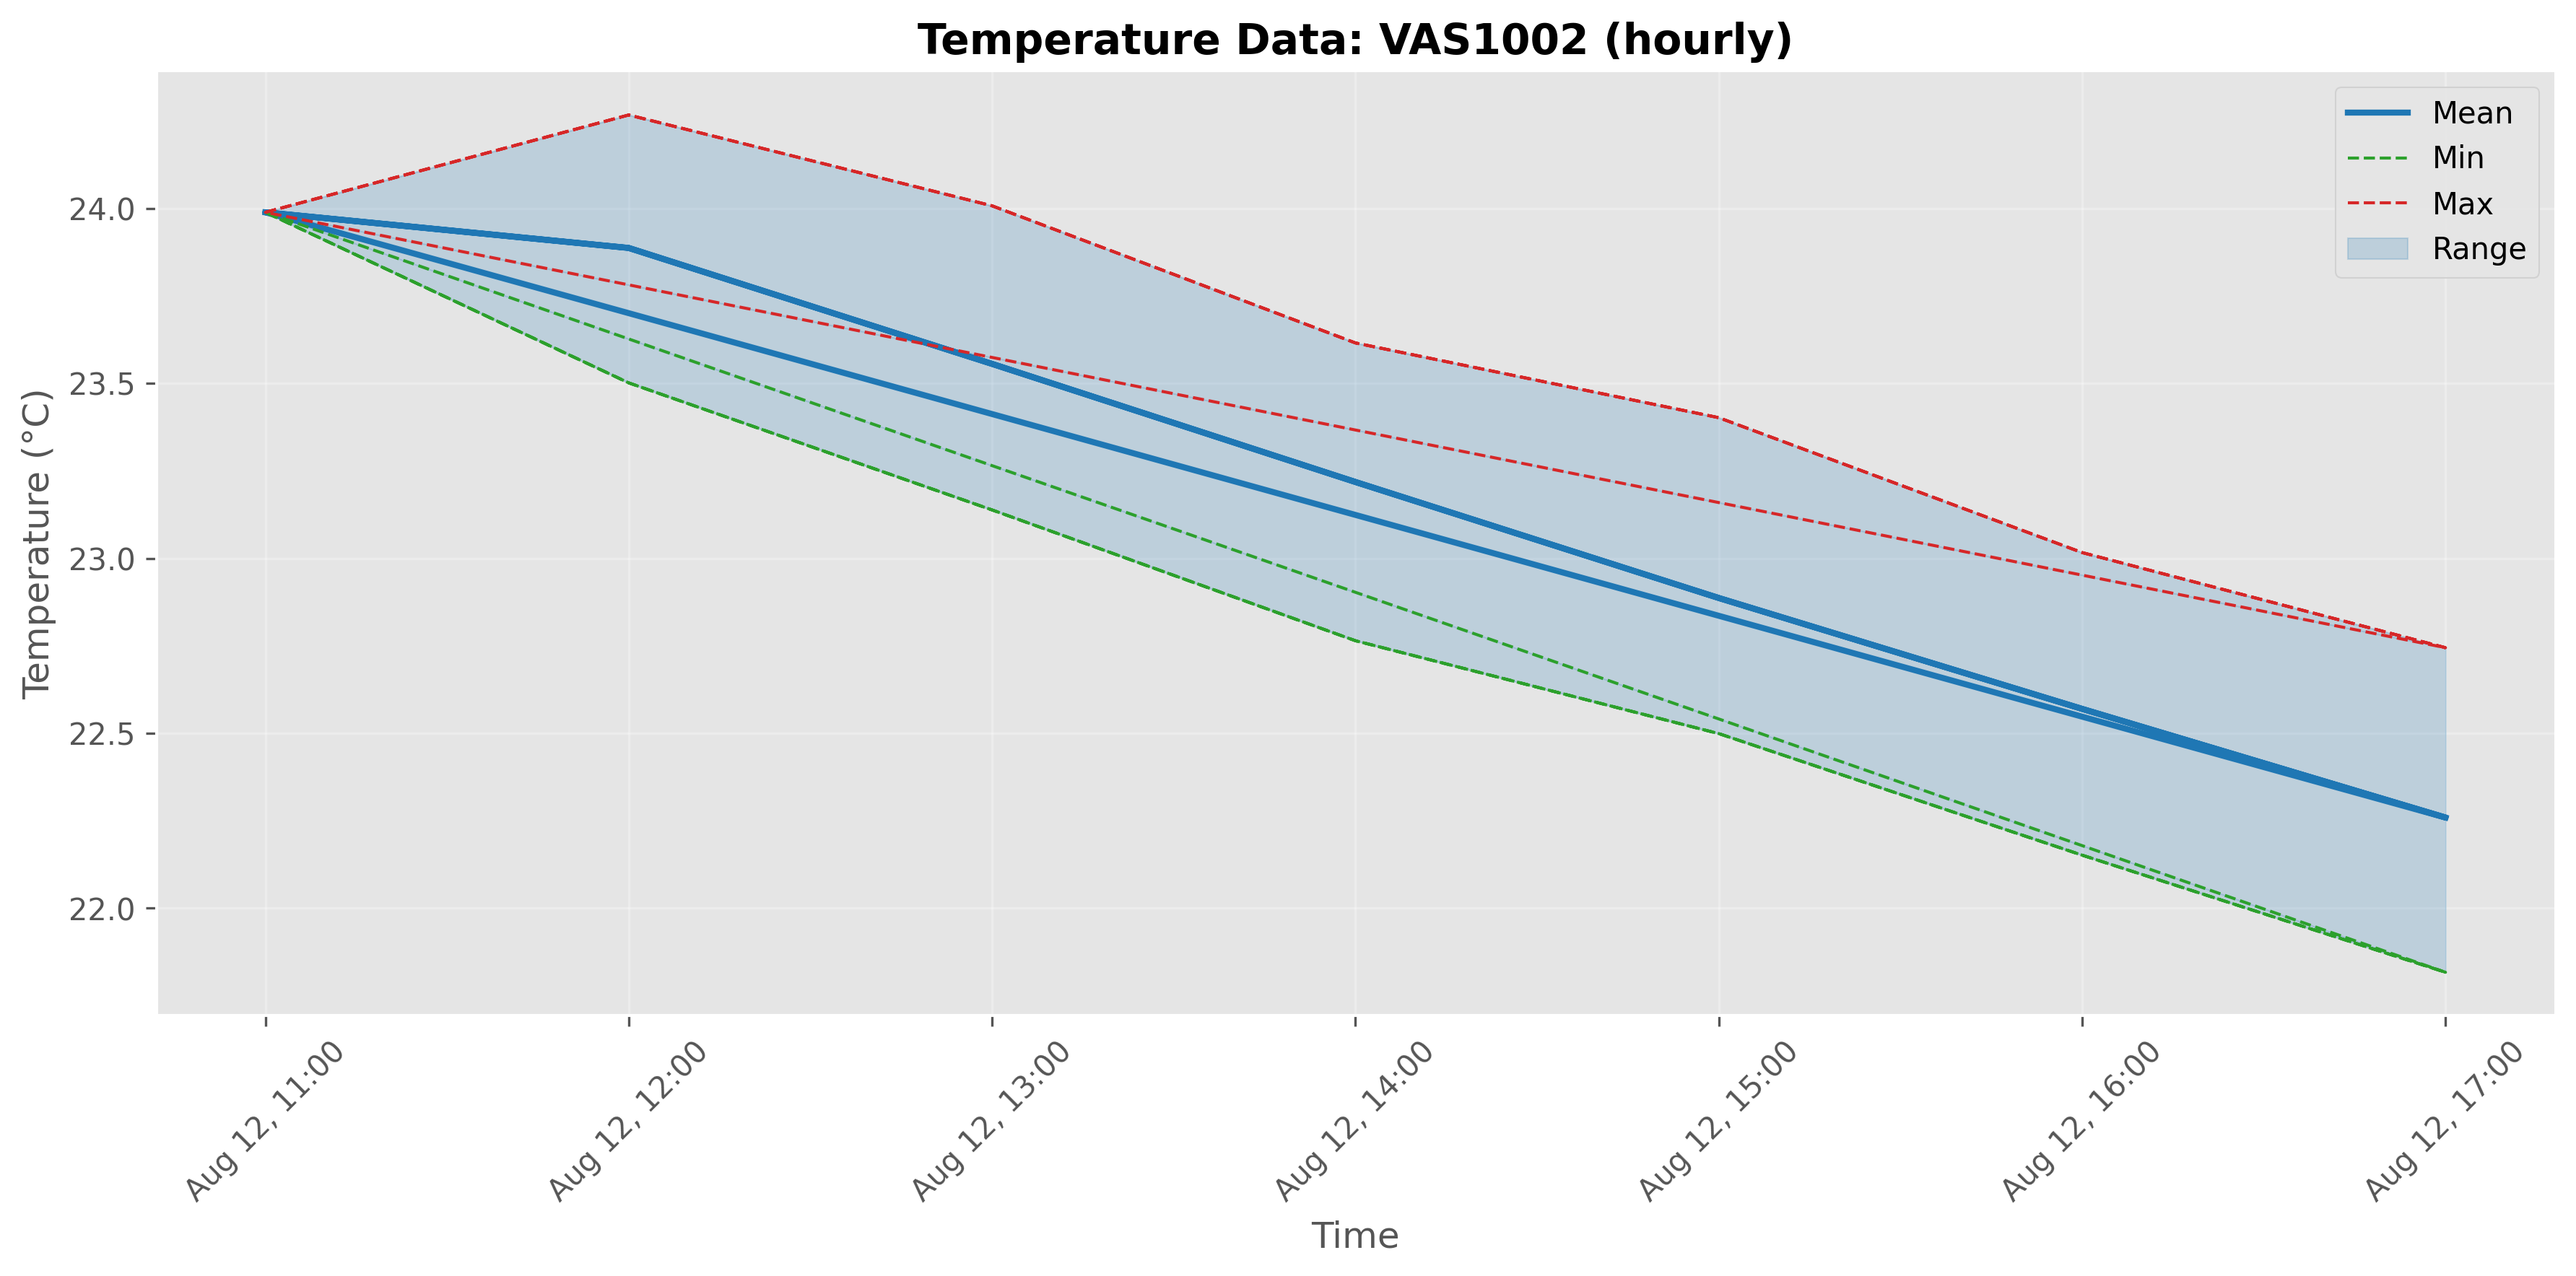 Temperature Data: VAS1002 (hourly)
Mean
Min
Max
Range
Temperature (°C)
24.0
23.5
23.0
22.5
22.0
Aug 12, 11:00
Aug 12, 12:00
Aug 12, 13:00
Aug 12, 14:00
Aug 12, 15:00
Aug 12, 16:00
Aug 12, 17:00
Time